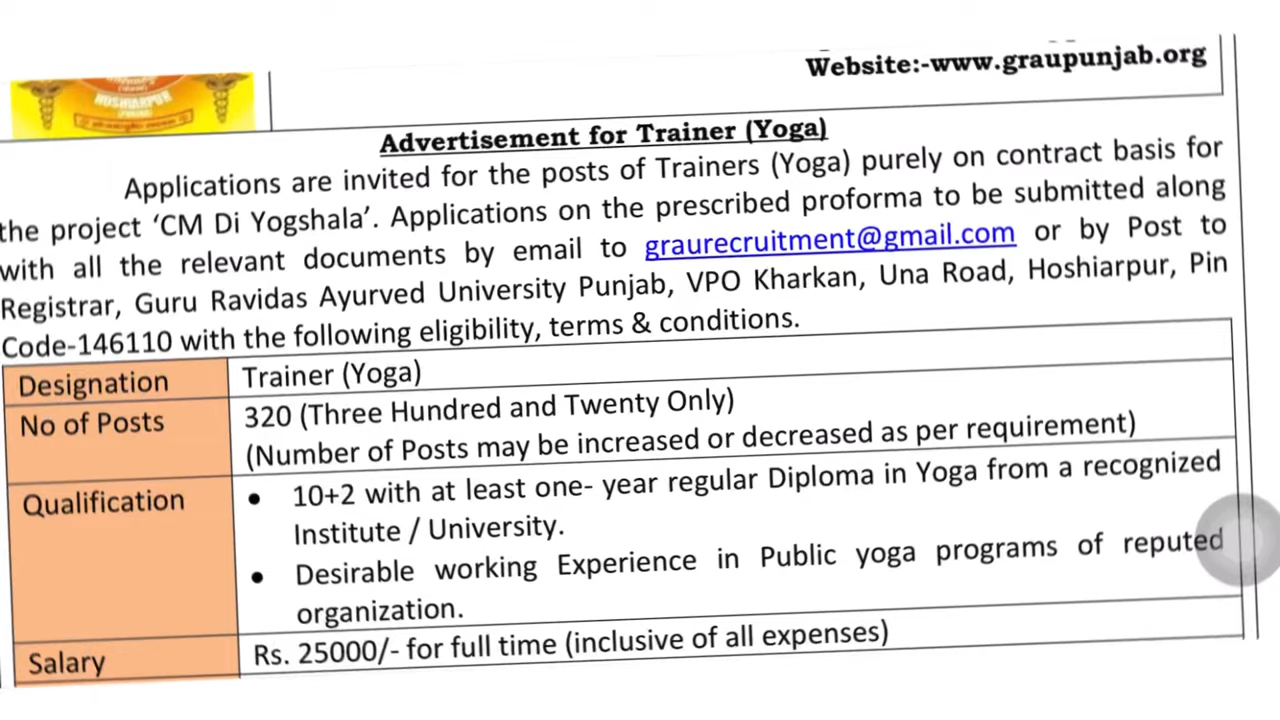 Website:-www.graupunjab.org
HOSHIARPUR
Advertisement for Trainer (Yoga)
Applications are invited for the posts of Trainers (Yoga) purely on contract basis for
the project ‘CM Di Yogshala’. Applications on the prescribed proforma to be submitted along
with all the relevant documents by email to graurecruitment@gmail.com or by Post to
Registrar, Guru Ravidas Ayurved University Punjab, VPO Kharkan, Una Road, Hoshiarpur, Pin
Code-146110 with the following eligibility, terms & conditions.
Designation Trainer (Yoga)
No of Posts 320 (Three Hundred and Twenty Only)
(Number of Posts may be increased or decreased as per requirement)
Qualification • 10+2 with at least one- year regular Diploma in Yoga from a recognized
Institute / University.
• Desirable working Experience in Public yoga programs of reputed
organization.
Salary Rs. 25000/- for full time (inclusive of all expenses)